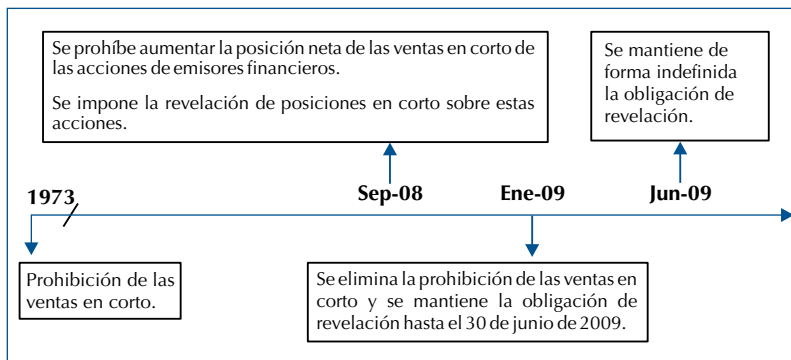 Se prohíbe aumentar la posición neta de las ventas en corto de
las acciones de emisores financieros.
Se impone la revelación de posiciones en corto sobre estas
acciones.
Se mantiene de
forma indefinida
la obligación de
revelación.
1973
Sep-08
Ene-09
Jun-09
Prohibición de las
ventas en corto.
Se elimina la prohibición de las ventas en
corto y se mantiene la obligación de
revelación hasta el 30 de junio de 2009.